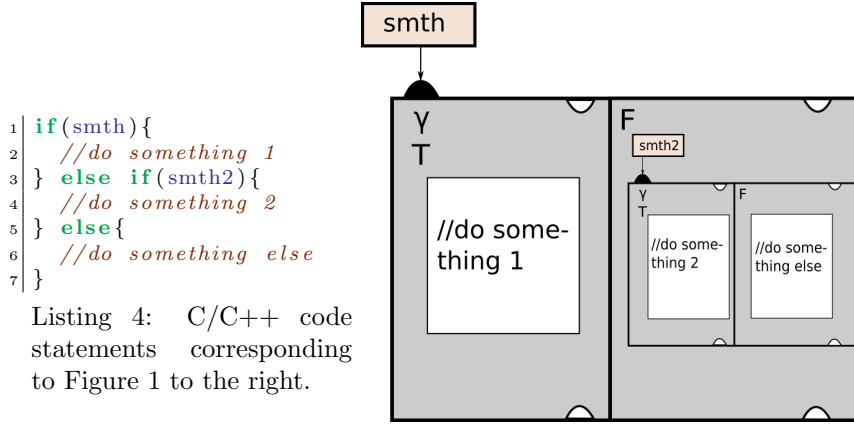 1 if(smth){
2 //do something 1
3 } else if(smth2){
4 //do something 2
5 } else{
6 //do something else
7 }
Listing 4: C/C++ code
statements corresponding
to Figure 1 to the right.
smth
γ
T
//do some-
thing 1
F
smth2
γ
T
//do some-
thing 2
F
//do some-
thing else